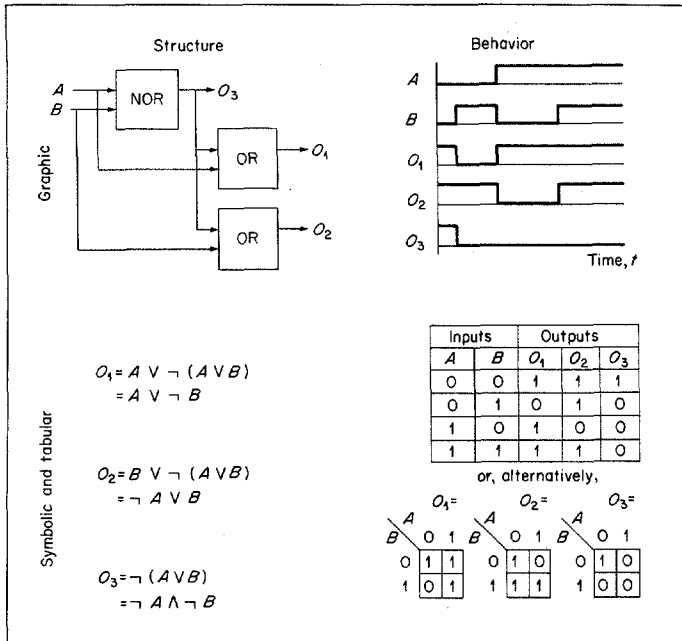 Structure
Behavior
Graphic
A
B
NOR
O₃
OR
O₁
OR
O₂
A
B
O₁
O₂
O₃
Time, t
Symbolic and tabular
O₁ = A ∨ ¬ (A ∨ B)
= A ∨ ¬ B
O₂ = B ∨ ¬ (A ∨ B)
= ¬ A ∨ B
O₃ = ¬ (A ∨ B)
= ¬ A ∧ ¬ B
Inputs Outputs
A B O₁ O₂ O₃
0 0 1 1 1
0 1 0 1 0
1 0 1 0 0
1 1 1 1 0
or, alternatively,
O₁= O₂= O₃=
A A A
B 0 1 B 0 1 B 0 1
0 1 1 0 1 0 0 1 0
1 0 1 1 1 1 1 0 0